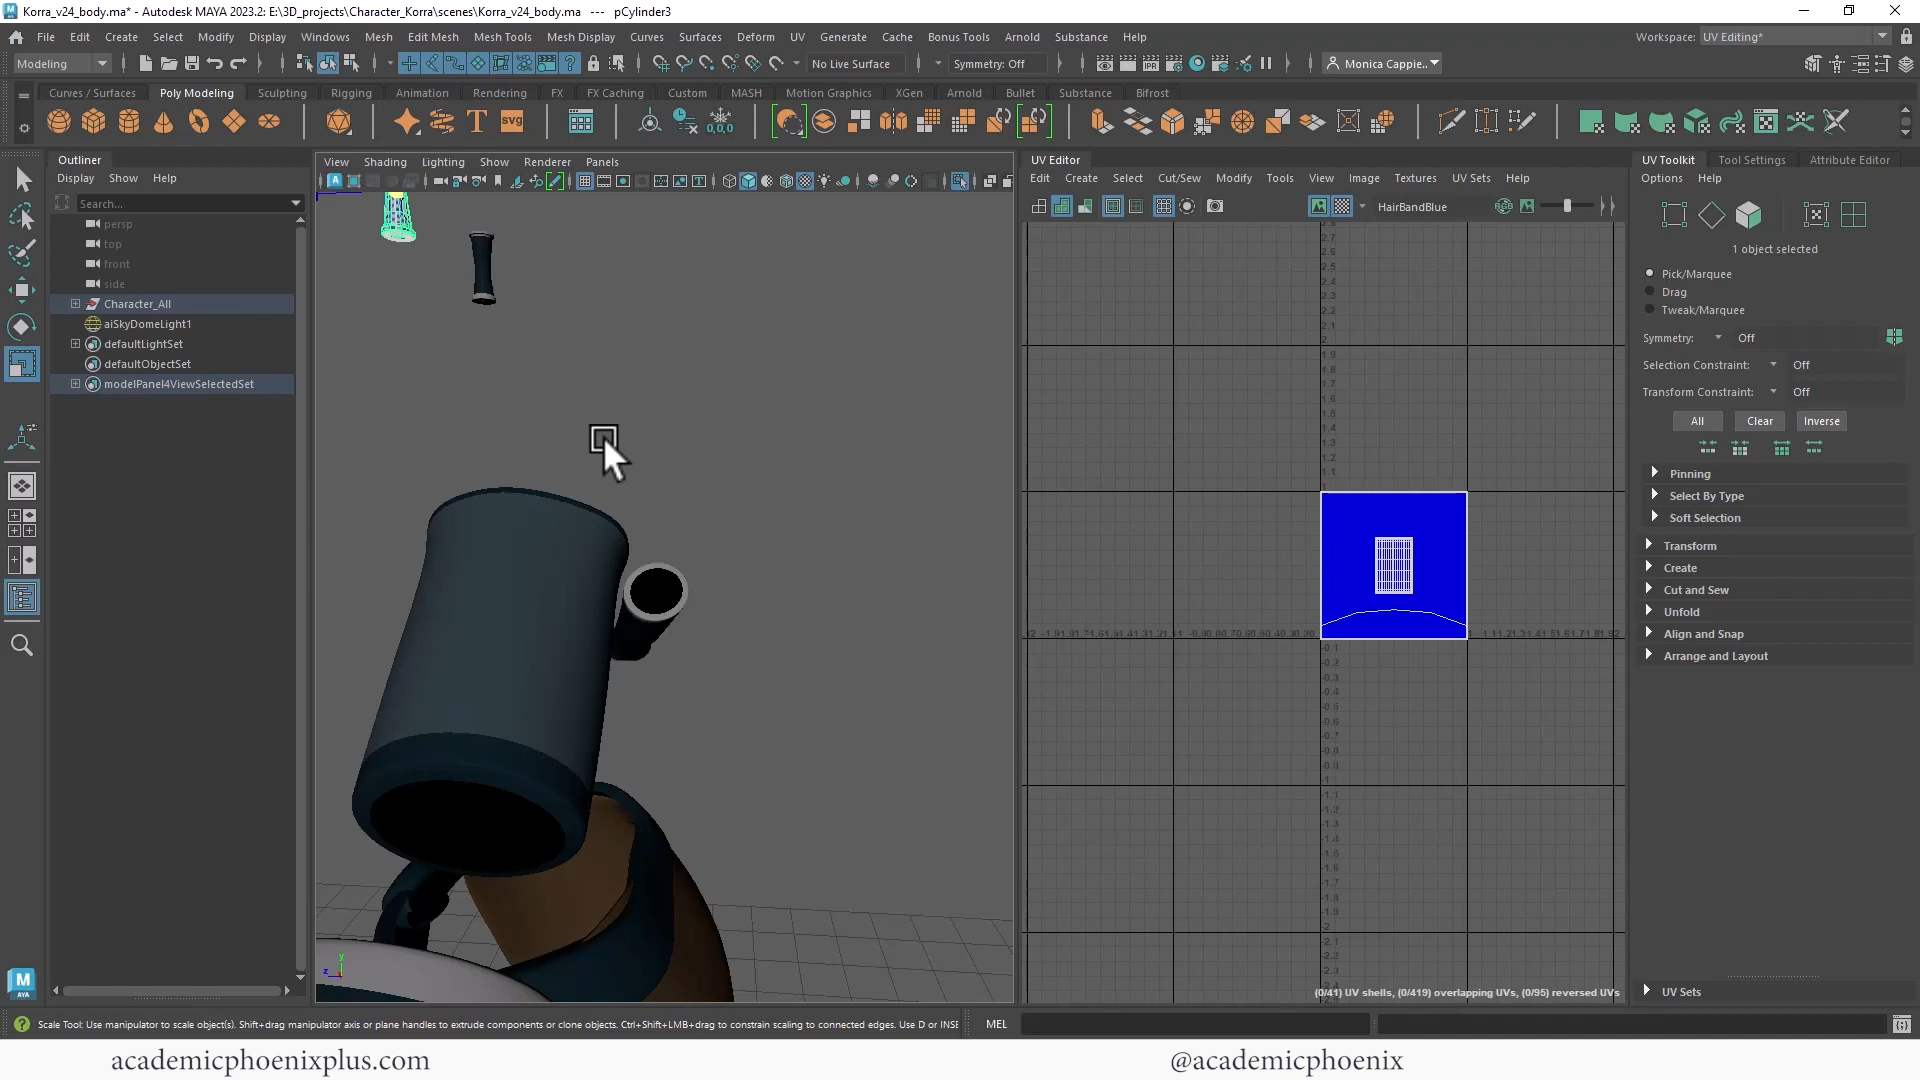 Korra_v24_body.ma* - Autodesk MAYA 2023.2: E:\3D_projects\Character_Korra\scenes\Korra_v24_body.ma --- pCylinder3
File Edit Create Select Modify Display Windows Mesh Edit Mesh Mesh Tools Mesh Display Curves Surfaces Deform UV Generate Cache Bonus Tools Arnold Substance Help
Workspace: UV Editing*
Modeling No Live Surface Symmetry: Off Monica Cappie..
Curves / Surfaces Poly Modeling Sculpting Rigging Animation Rendering FX FX Caching Custom MASH Motion Graphics XGen Arnold Bullet Substance Bifrost
T svg 0,0,0
Outliner
Display Show Help
Search...
persp
top
front
side
Character_All
aiSkyDomeLight1
defaultLightSet
defaultObjectSet
modelPanel4ViewSelectedSet
View Shading Lighting Show Renderer Panels
UV Editor
Edit Create Select Cut/Sew Modify Tools View Image Textures UV Sets Help
HairBandBlue
(0/41) UV shells, (0/419) overlapping UVs, (0/95) reversed UVs
UV Toolkit Tool Settings Attribute Editor
Options Help
1 object selected
Pick/Marquee
Drag
Tweak/Marquee
Symmetry: Off
Selection Constraint: Off
Transform Constraint: Off
All Clear Inverse
Pinning
Select By Type
Soft Selection
Transform
Create
Cut and Sew
Unfold
Align and Snap
Arrange and Layout
UV Sets
Scale Tool: Use manipulator to scale object(s). Shift+drag manipulator axis or plane handles to extrude components or clone objects. Ctrl+Shift+LMB+drag to constrain scaling to connected edges. Use D or INSE
MEL
academicphoenixplus.com
@academicphoenix